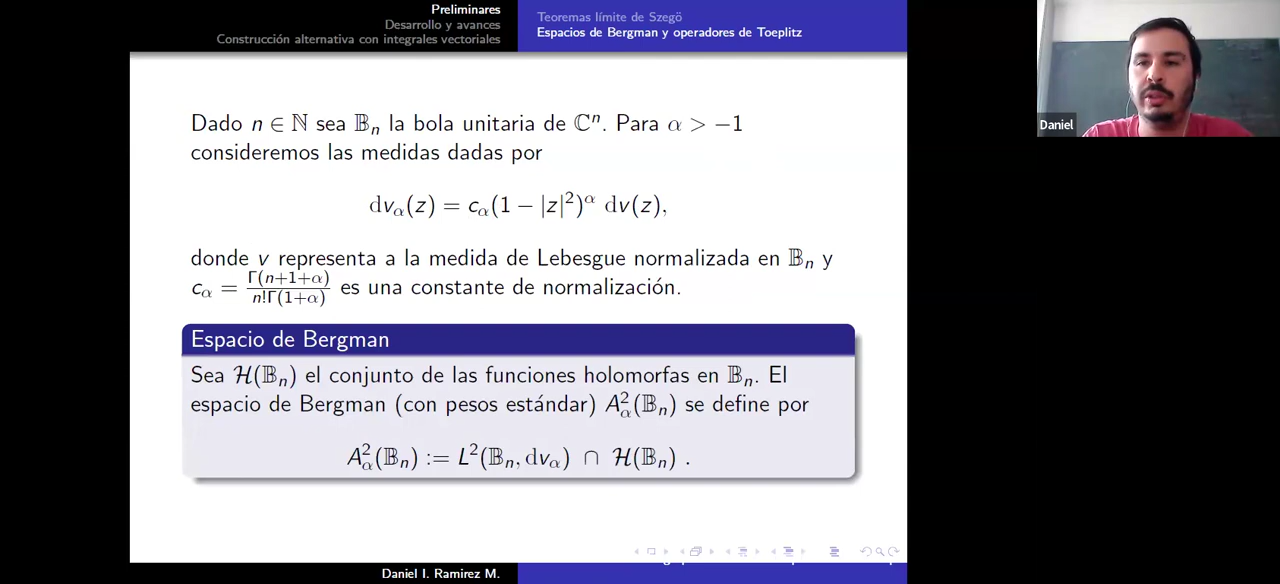 Preliminares
Desarrollo y avances
Construcción alternativa con integrales vectoriales
Teoremas límite de Szegö
Espacios de Bergman y operadores de Toeplitz
Daniel
Dado n ∈ ℕ sea 𝔹ₙ la bola unitaria de ℂⁿ. Para α > −1
consideremos las medidas dadas por
dv_α(z) = c_α(1 − |z|²)^α dv(z),
donde v representa a la medida de Lebesgue normalizada en 𝔹ₙ y
c_α = Γ(n+1+α)/n!Γ(1+α) es una constante de normalización.
Espacio de Bergman
Sea ℋ(𝔹ₙ) el conjunto de las funciones holomorfas en 𝔹ₙ. El
espacio de Bergman (con pesos estándar) A²_α(𝔹ₙ) se define por
A²_α(𝔹ₙ) := L²(𝔹ₙ, dv_α) ∩ ℋ(𝔹ₙ) .
Daniel I. Ramirez M.